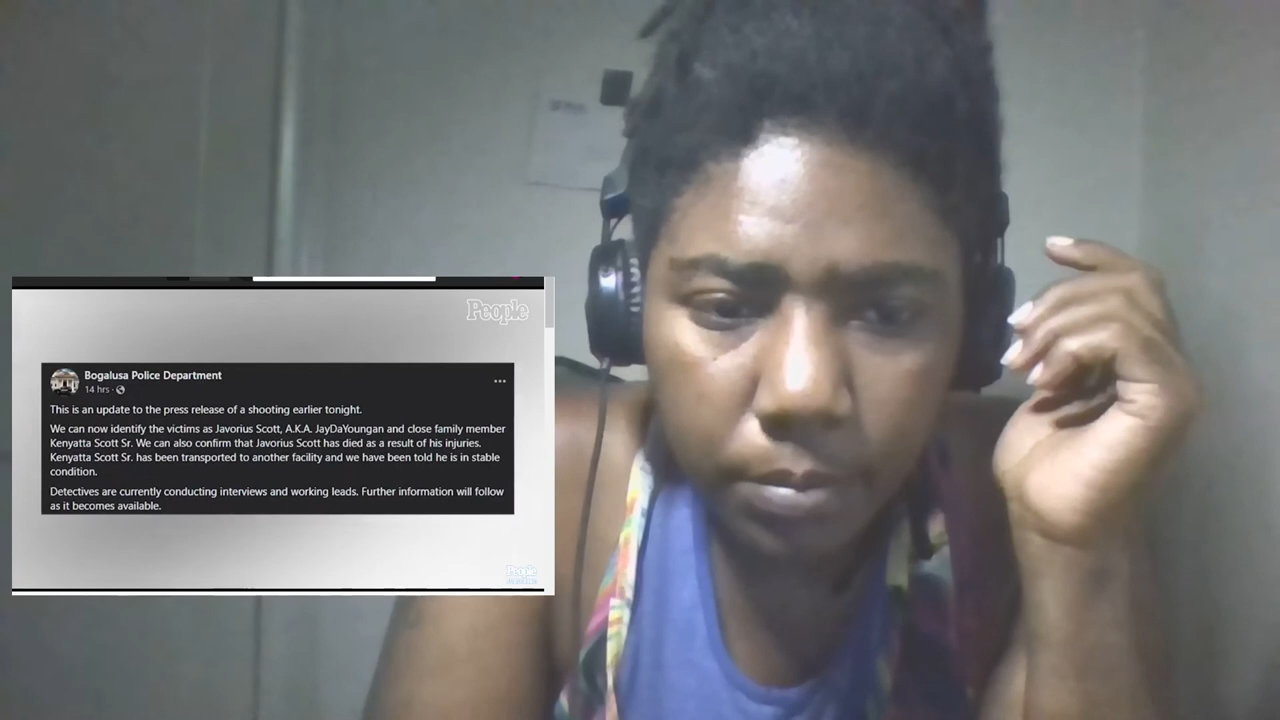 People
Bogalusa Police Department
14 hrs ·
This is an update to the press release of a shooting earlier tonight.
We can now identify the victims as Javorius Scott, A.K.A. JayDaYoungan and close family member
Kenyatta Scott Sr. We can also confirm that Javorius Scott has died as a result of his injuries.
Kenyatta Scott Sr. has been transported to another facility and we have been told he is in stable
condition.
Detectives are currently conducting interviews and working leads. Further information will follow
as it becomes available.
People